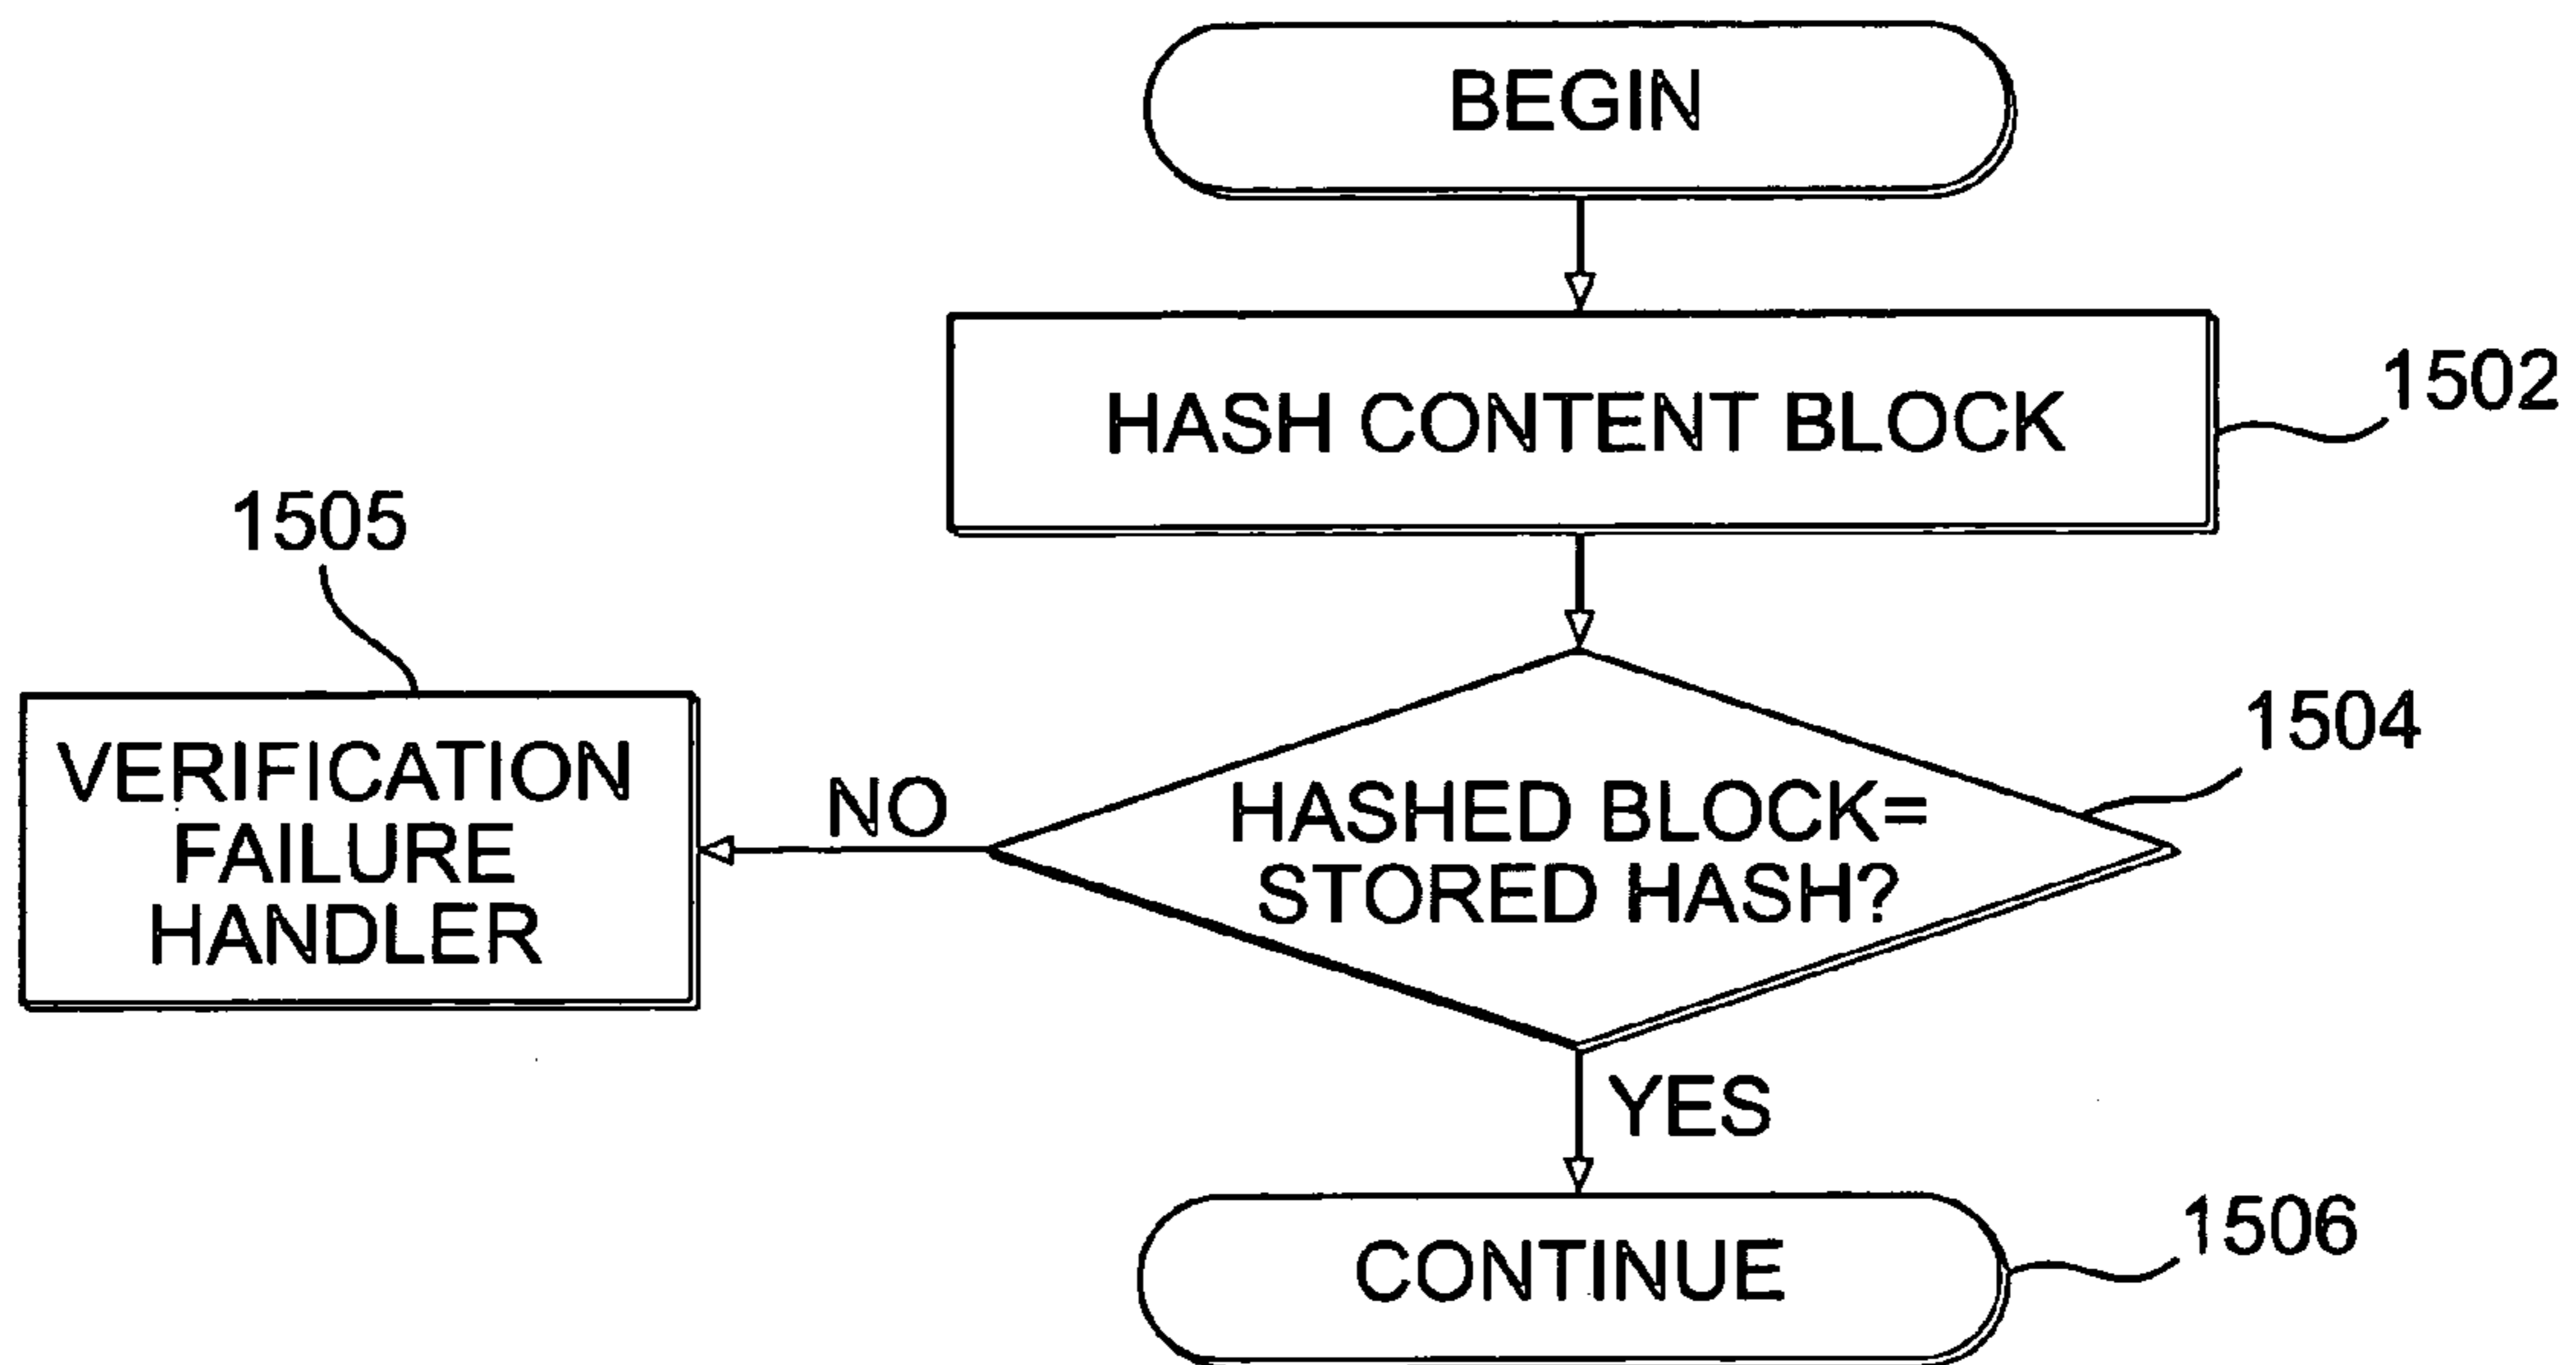 BEGIN
HASH CONTENT BLOCK
1502
1505
VERIFICATION
FAILURE
HANDLER
NO
HASHED BLOCK=
STORED HASH?
1504
YES
CONTINUE
1506